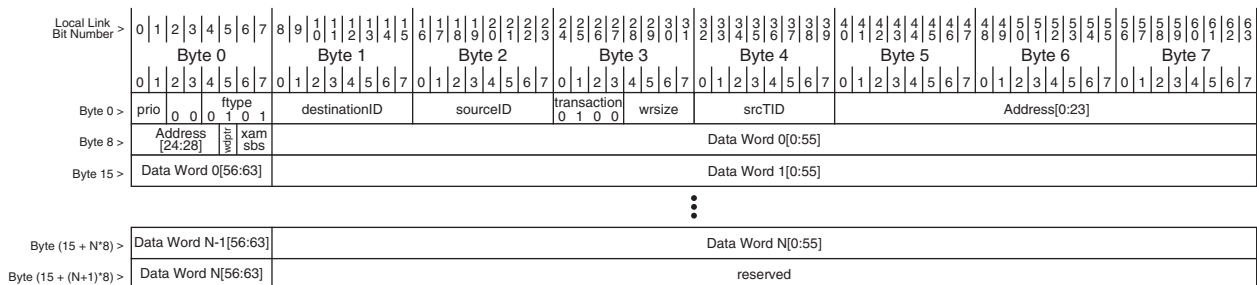 Local Link
Bit Number > 0 1 2 3 4 5 6 7 8 9 10 11 12 13 14 15 16 17 18 19 20 21 22 23 24 25 26 27 28 29 30 31 32 33 34 35 36 37 38 39 40 41 42 43 44 45 46 47 48 49 50 51 52 53 54 55 56 57 58 59 60 61 62 63
Byte 0 Byte 1 Byte 2 Byte 3 Byte 4 Byte 5 Byte 6 Byte 7
0 1 2 3 4 5 6 7 0 1 2 3 4 5 6 7 0 1 2 3 4 5 6 7 0 1 2 3 4 5 6 7 0 1 2 3 4 5 6 7 0 1 2 3 4 5 6 7 0 1 2 3 4 5 6 7 0 1 2 3 4 5 6 7
Byte 0 > prio ftype 0 0 0 1 0 1 destinationID sourceID transaction 0 1 0 0 wrsize srcTID Address[0:23]
Byte 8 > Address [24:28] wdptr xam sbs Data Word 0[0:55]
Byte 15 > Data Word 0[56:63] Data Word 1[0:55]
Byte (15 + N*8) > Data Word N-1[56:63] Data Word N[0:55]
Byte (15 + (N+1)*8) > Data Word N[56:63] reserved